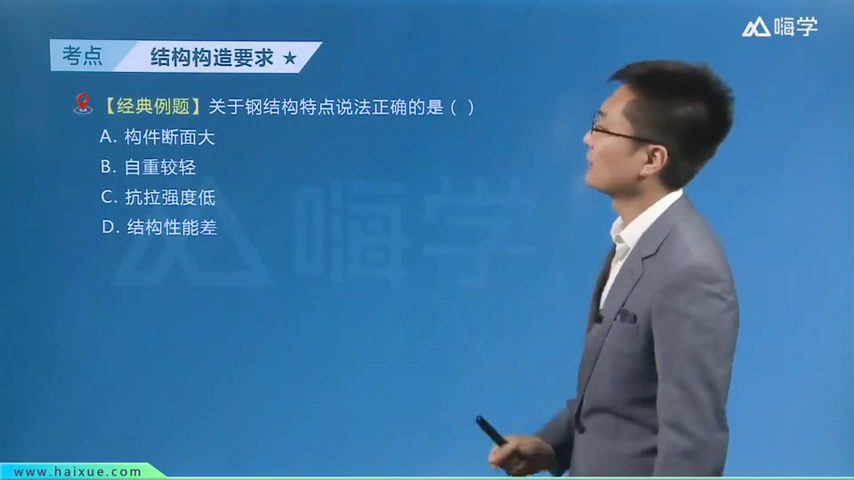 嗨学
考点 结构构造要求 ★
【经典例题】关于钢结构特点说法正确的是（ ）
A. 构件断面大
B. 自重较轻
C. 抗拉强度低
D. 结构性能差
嗨学
www.haixue.com